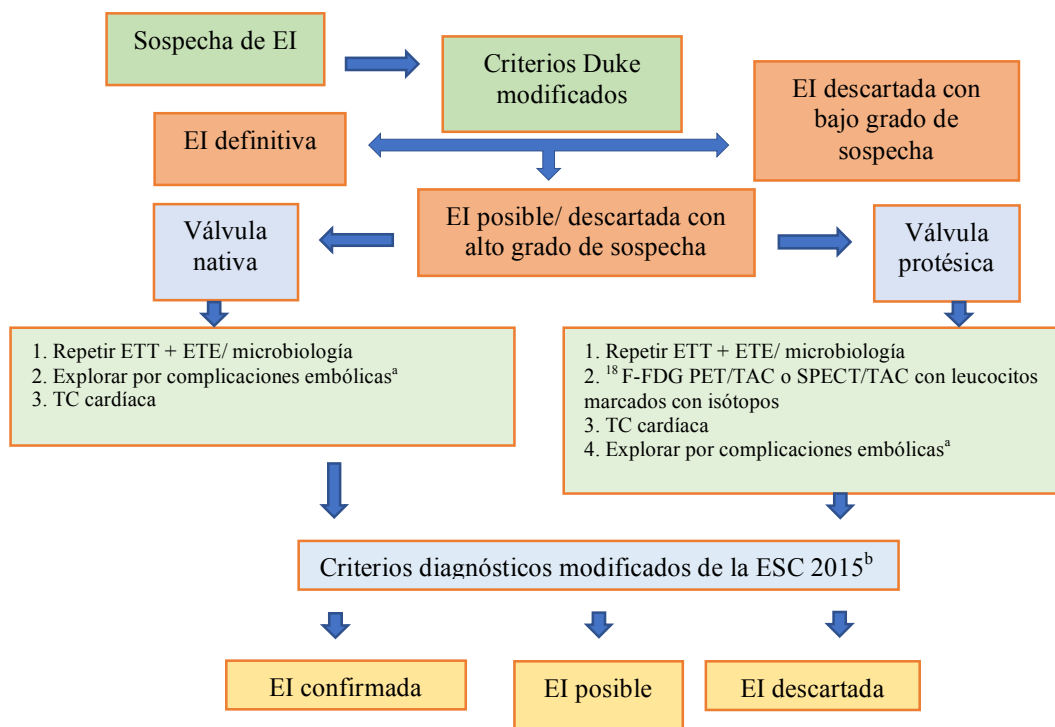 Sospecha de EI
Criterios Duke
modificados
EI descartada con
bajo grado de
sospecha
EI definitiva
EI posible/ descartada con
alto grado de sospecha
Válvula
nativa
Válvula
protésica
1. Repetir ETT + ETE/ microbiología
2. Explorar por complicaciones embólicasᵃ
3. TC cardíaca
1. Repetir ETT + ETE/ microbiología
2. ¹⁸ F-FDG PET/TAC o SPECT/TAC con leucocitos
marcados con isótopos
3. TC cardíaca
4. Explorar por complicaciones embólicasᵃ
Criterios diagnósticos modificados de la ESC 2015ᵇ
EI confirmada
EI posible
EI descartada